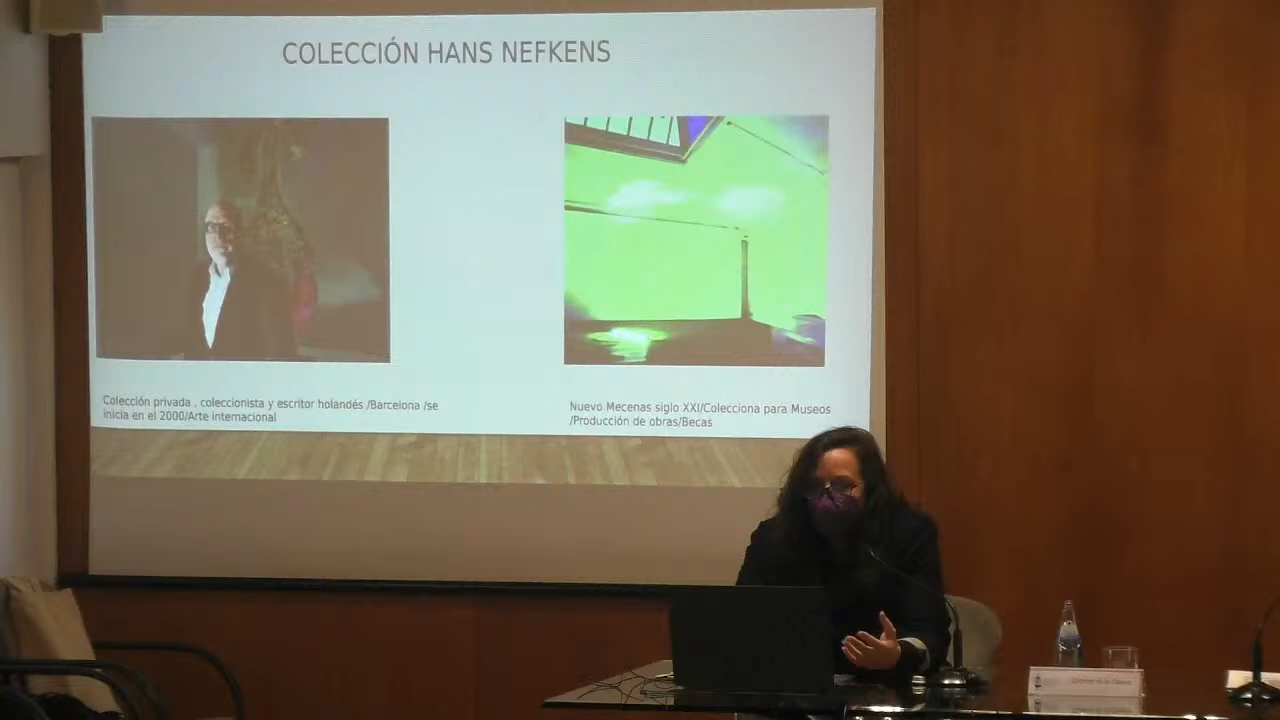 COLECCIÓN HANS NEFKENS
Colección privada , coleccionista y escritor holandés /Barcelona /se
inicia en el 2000/Arte internacional
Nuevo Mecenas siglo XXI/Colecciona para Museos
/Producción de obras/Becas